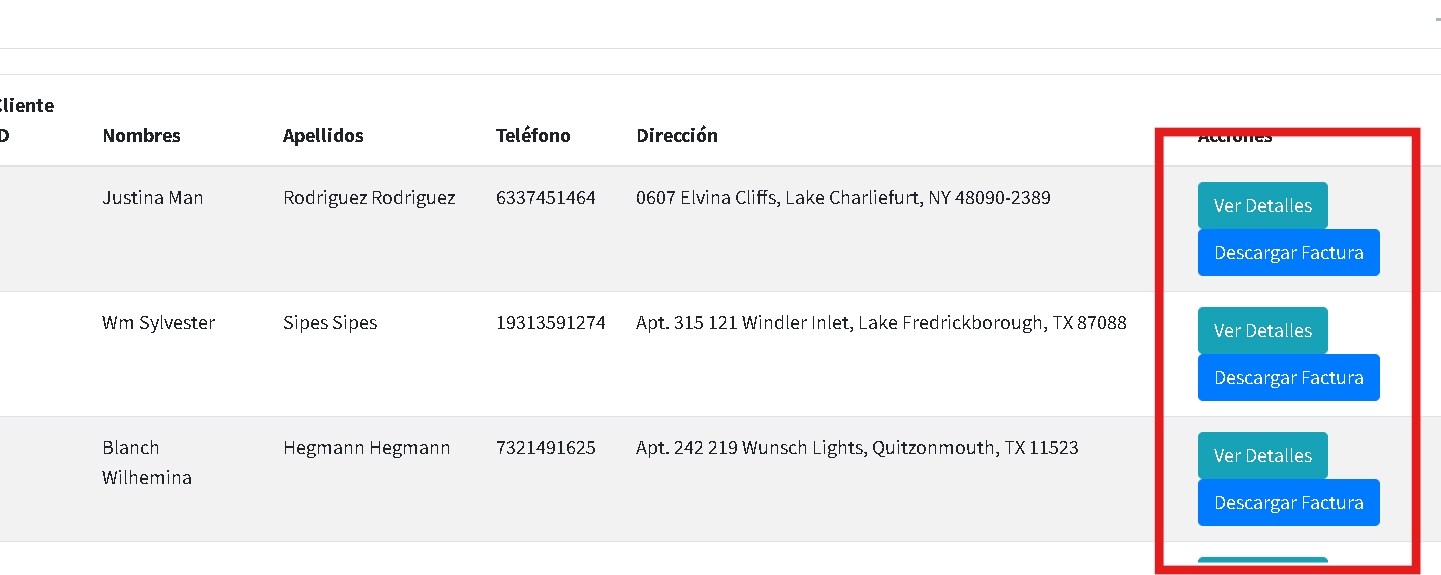 Cliente
D Nombres Apellidos Teléfono Dirección Acciones
Justina Man Rodriguez Rodriguez 6337451464 0607 Elvina Cliffs, Lake Charliefurt, NY 48090-2389 Ver Detalles
Descargar Factura
Wm Sylvester Sipes Sipes 19313591274 Apt. 315 121 Windler Inlet, Lake Fredrickborough, TX 87088 Ver Detalles
Descargar Factura
Blanch Hegmann Hegmann 7321491625 Apt. 242 219 Wunsch Lights, Quitzonmouth, TX 11523 Ver Detalles
Wilhemina
Descargar Factura